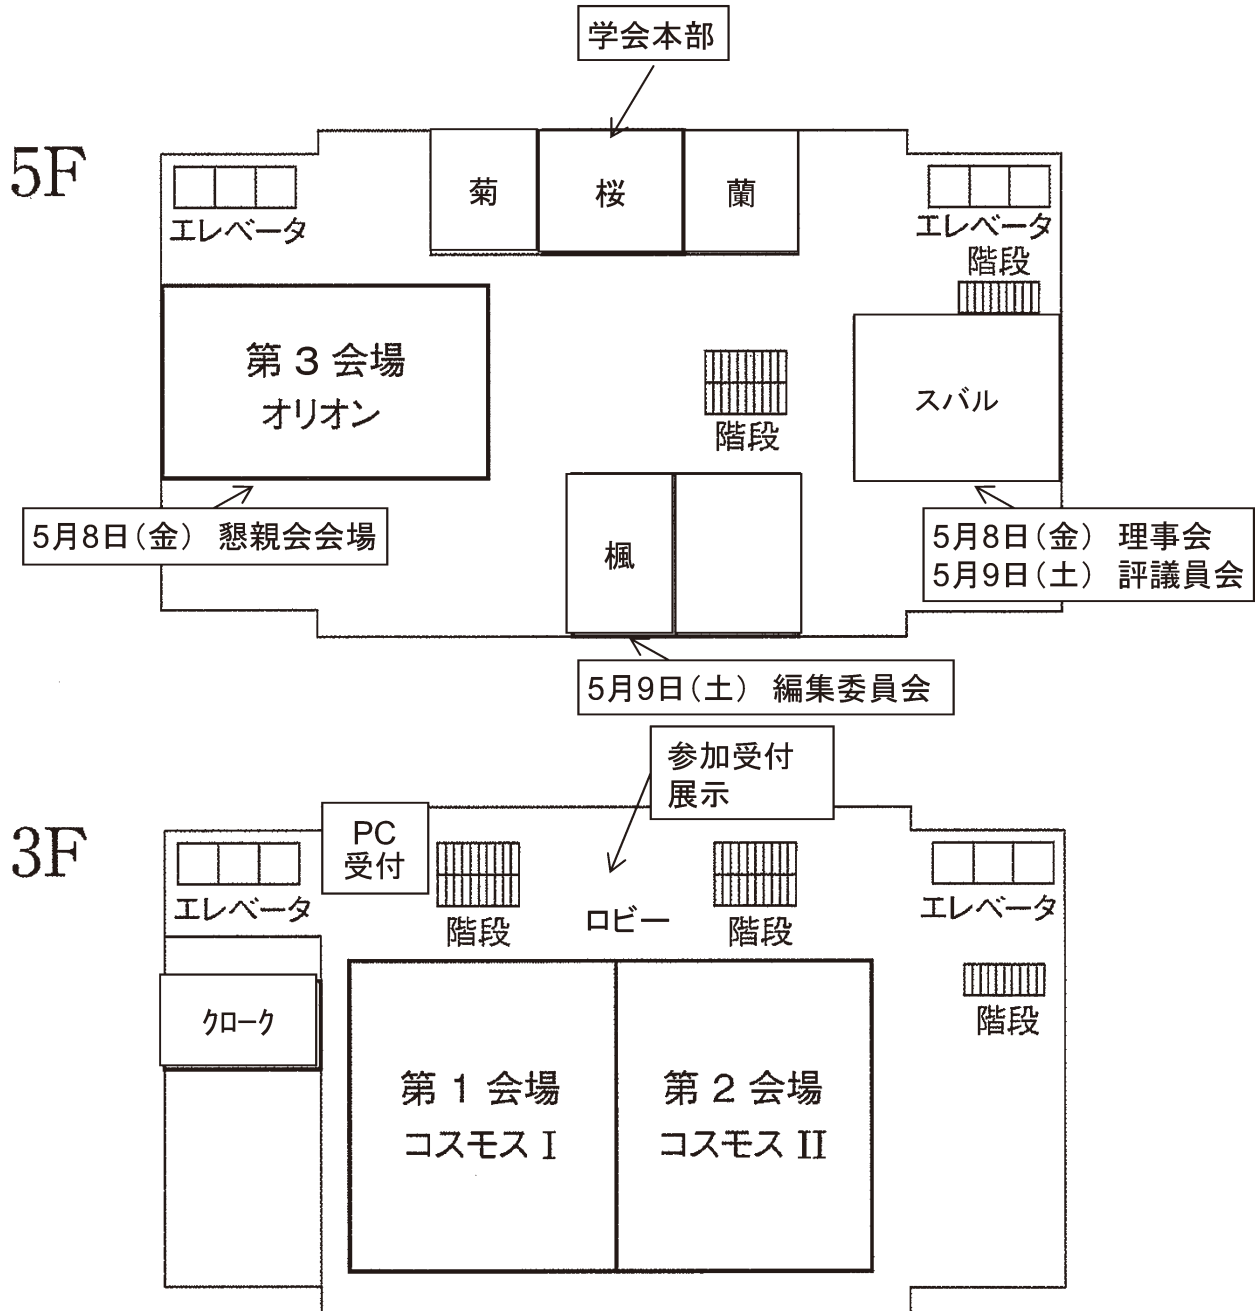 学会本部
5F
菊
桜
蘭
エレベータ
エレベータ
階段
第 3 会場
オリオン
階段
スバル
5月8日(金) 懇親会会場
楓
5月8日(金) 理事会
5月9日(土) 評議員会
5月9日(土) 編集委員会
参加受付
展示
3F
PC
受付
エレベータ
階段
ロビー
階段
エレベータ
階段
クローク
第 1 会場
コスモス I
第 2 会場
コスモス II